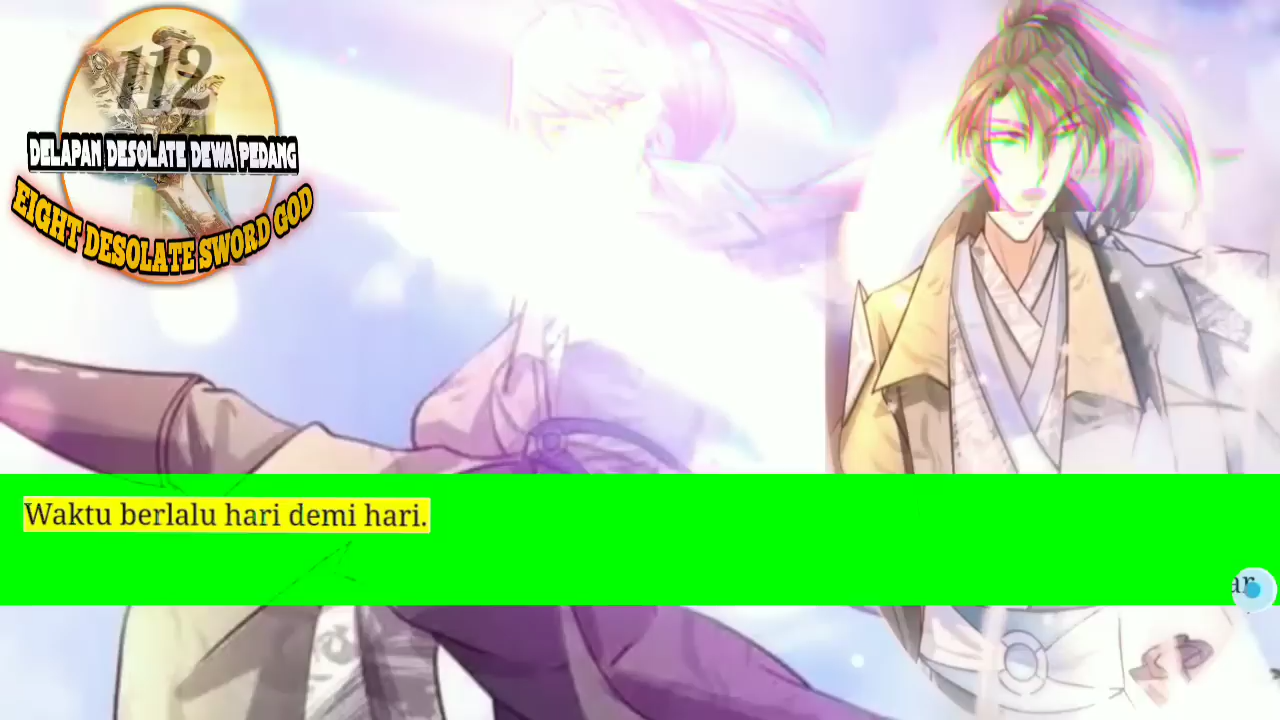 112
DELAPAN DESOLATE DEWA PEDANG
EIGHT DESOLATE SWORD GOD
Waktu berlalu hari demi hari.